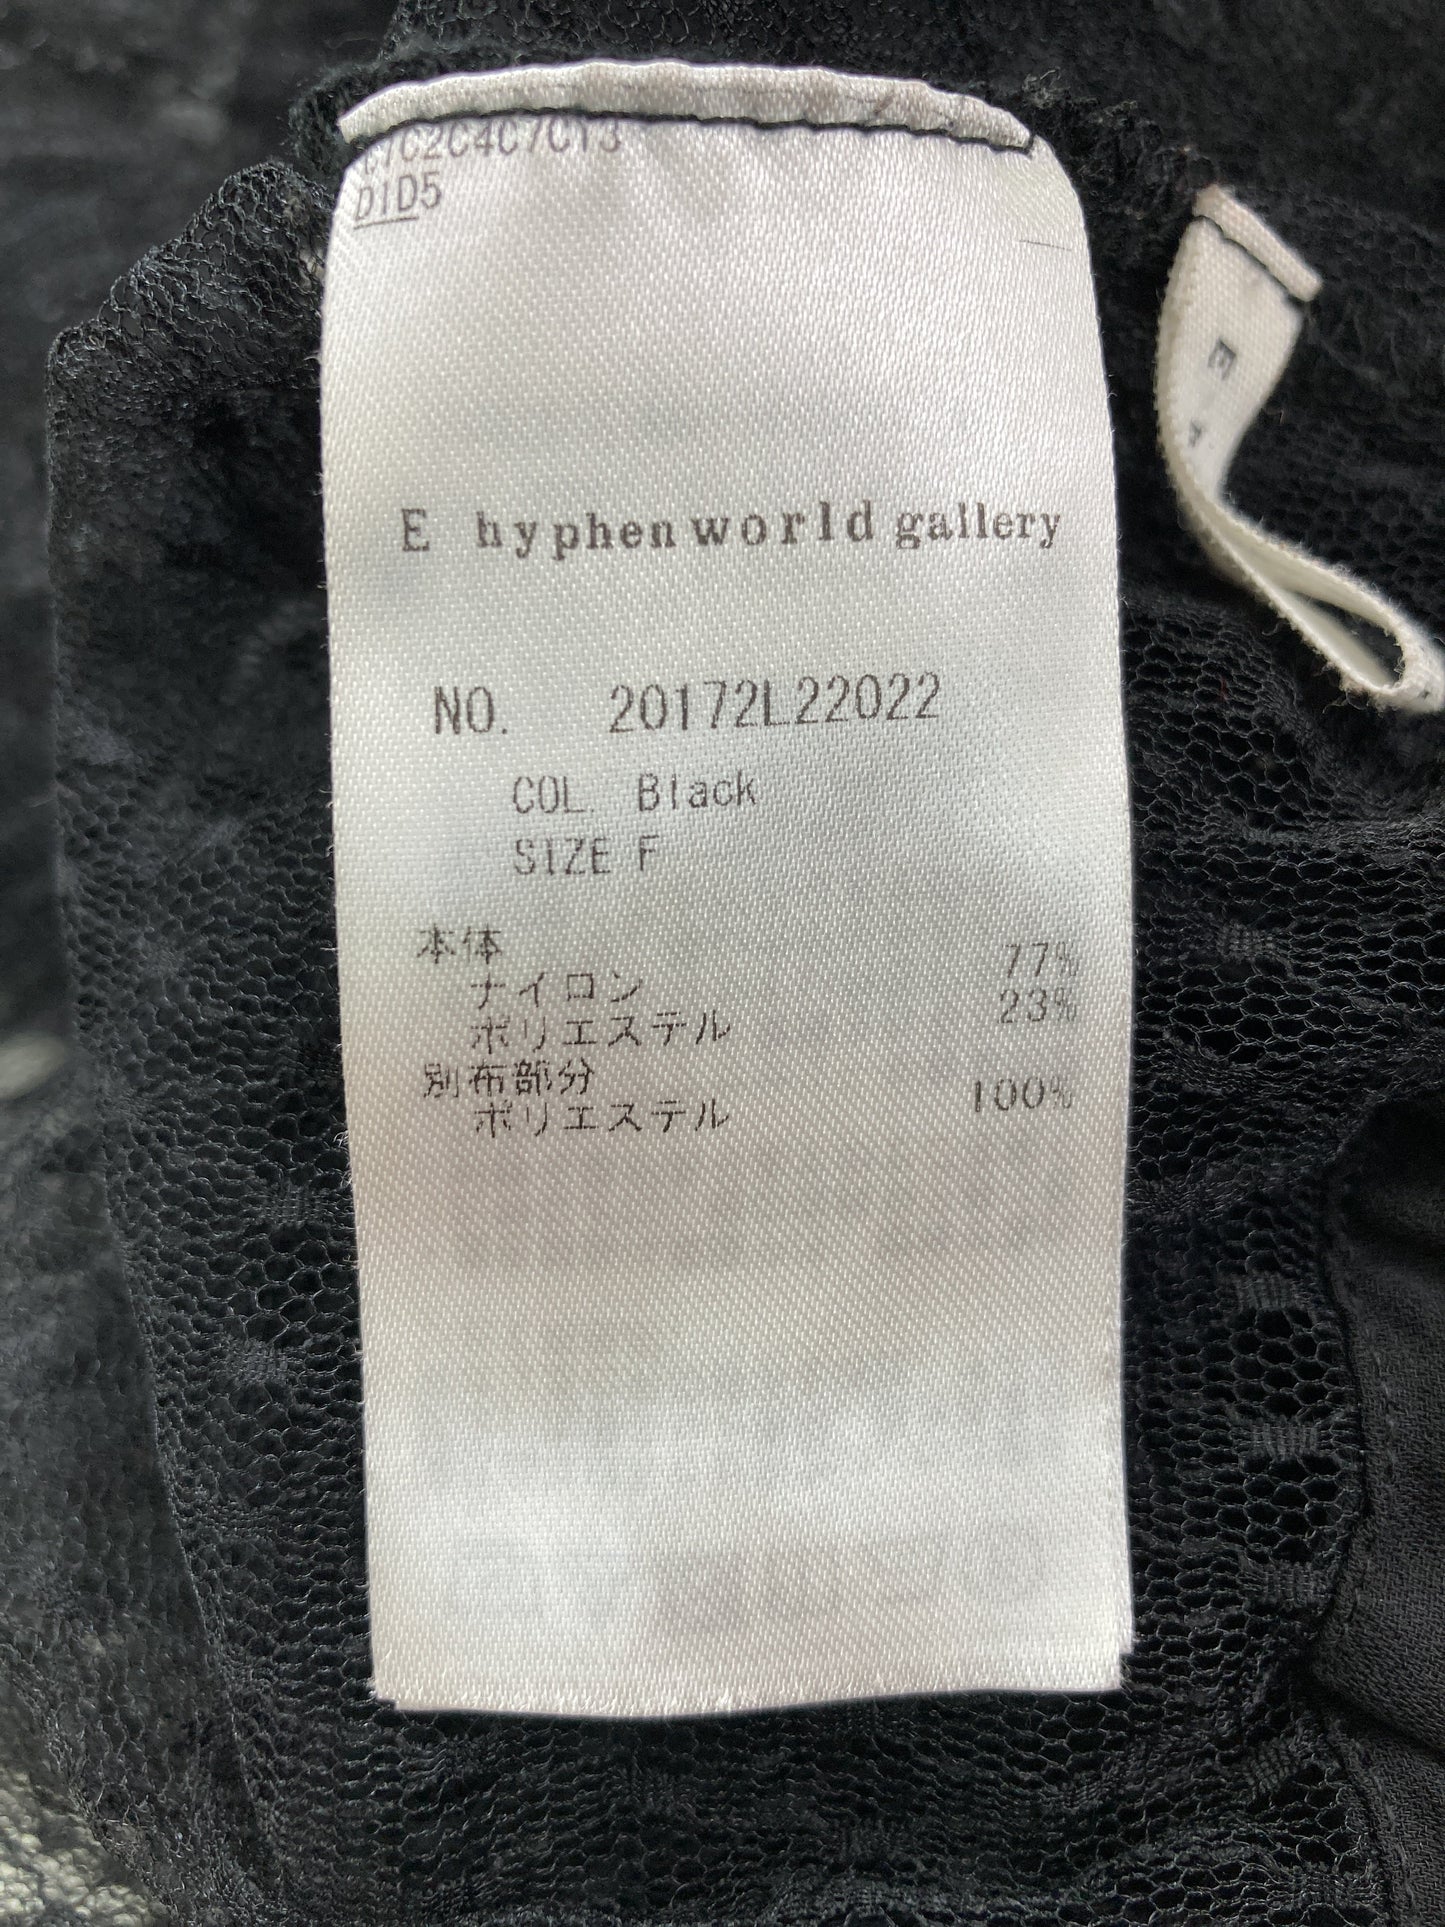 C7C2C4C7CY3
D1D5
E hyphen world gallery
NO. 20172L22022
COL. Black
SIZE F
本体
ナイロン 77%
ポリエステル 23%
別布部分
ポリエステル 100%
E